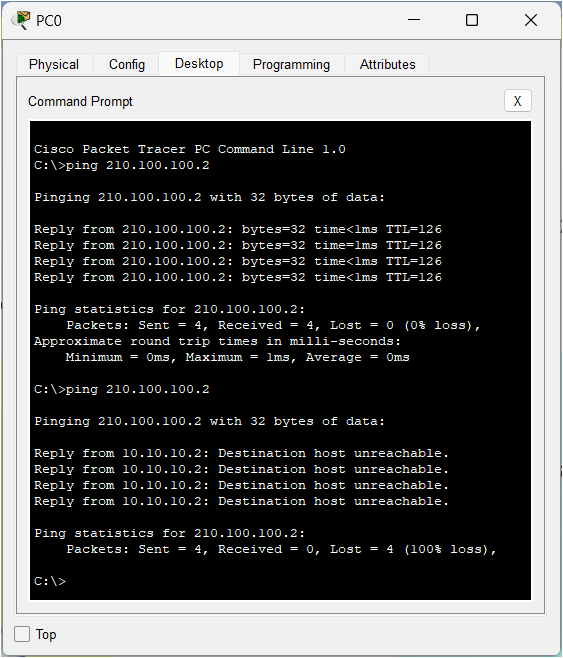 PC0
Physical Config Desktop Programming Attributes
Command Prompt X
Cisco Packet Tracer PC Command Line 1.0
C:\>ping 210.100.100.2
Pinging 210.100.100.2 with 32 bytes of data:
Reply from 210.100.100.2: bytes=32 time<1ms TTL=126
Reply from 210.100.100.2: bytes=32 time=1ms TTL=126
Reply from 210.100.100.2: bytes=32 time<1ms TTL=126
Reply from 210.100.100.2: bytes=32 time<1ms TTL=126
Ping statistics for 210.100.100.2:
Packets: Sent = 4, Received = 4, Lost = 0 (0% loss),
Approximate round trip times in milli-seconds:
Minimum = 0ms, Maximum = 1ms, Average = 0ms
C:\>ping 210.100.100.2
Pinging 210.100.100.2 with 32 bytes of data:
Reply from 10.10.10.2: Destination host unreachable.
Reply from 10.10.10.2: Destination host unreachable.
Reply from 10.10.10.2: Destination host unreachable.
Reply from 10.10.10.2: Destination host unreachable.
Ping statistics for 210.100.100.2:
Packets: Sent = 4, Received = 0, Lost = 4 (100% loss),
C:\>
Top